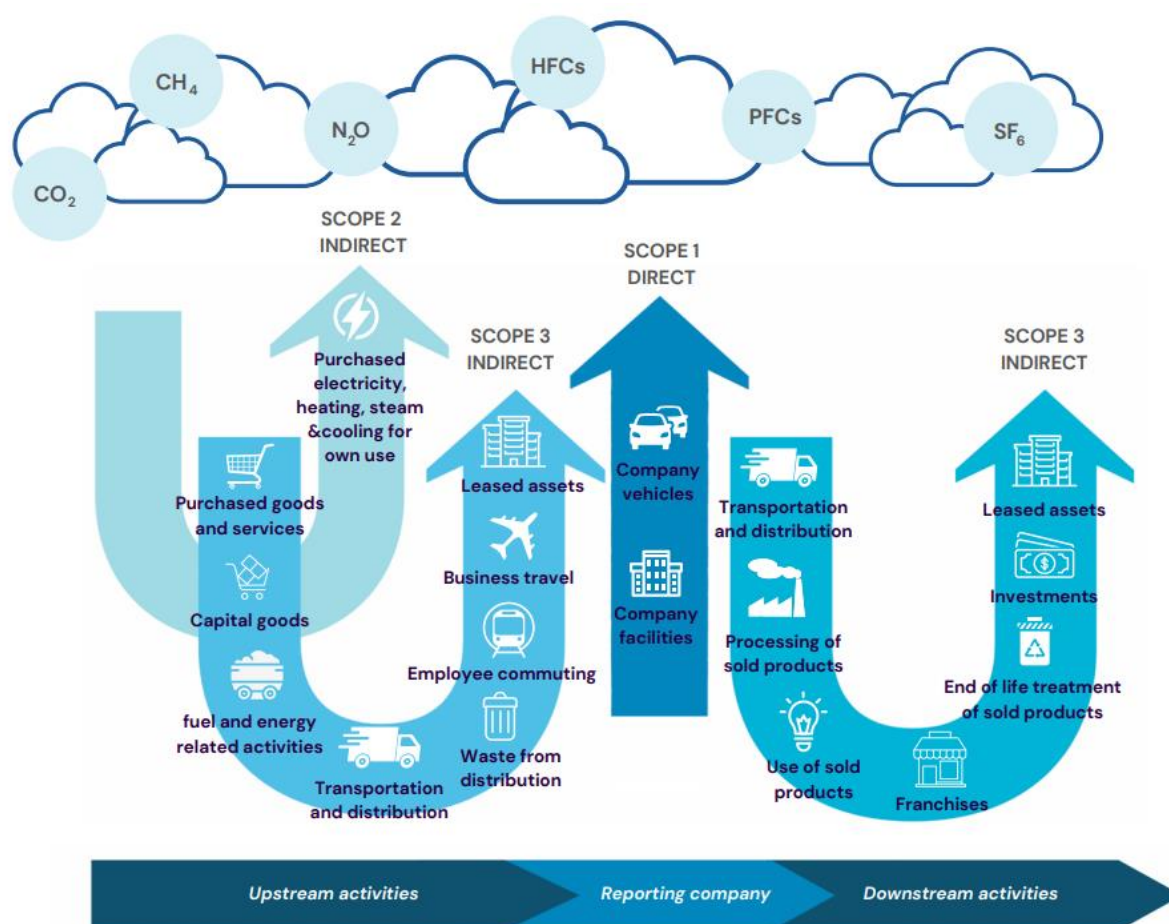 CH₄
HFCs
N₂O
PFCs
SF₆
CO₂
SCOPE 2
INDIRECT
Purchased
electricity,
heating, steam
&cooling for
own use
SCOPE 3
INDIRECT
Purchased goods
and services
Capital goods
fuel and energy
related activities
Transportation
and distribution
Waste from
distribution
Employee commuting
Business travel
Leased assets
SCOPE 1
DIRECT
Company
vehicles
Company
facilities
SCOPE 3
INDIRECT
Transportation
and distribution
Processing of
sold products
Use of sold
products
Franchises
End of life treatment
of sold products
Investments
Leased assets
Upstream activities
Reporting company
Downstream activities